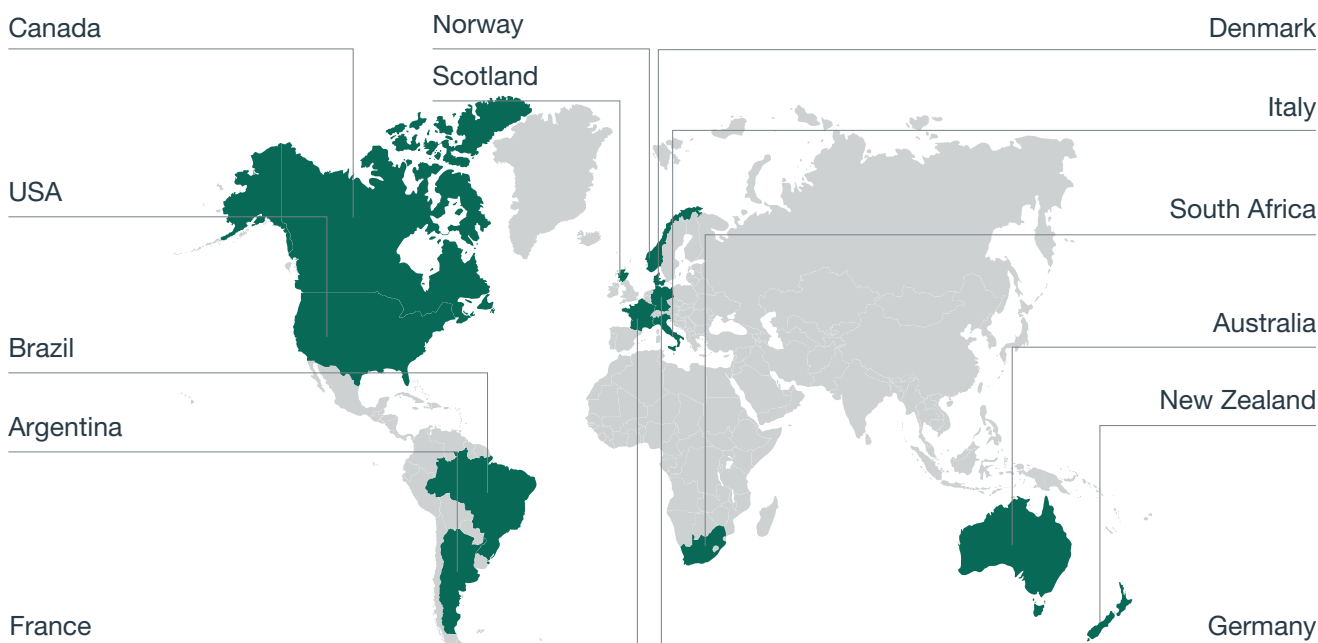 Canada
Norway
Denmark
Scotland
Italy
USA
South Africa
Australia
Brazil
New Zealand
Argentina
France
Germany